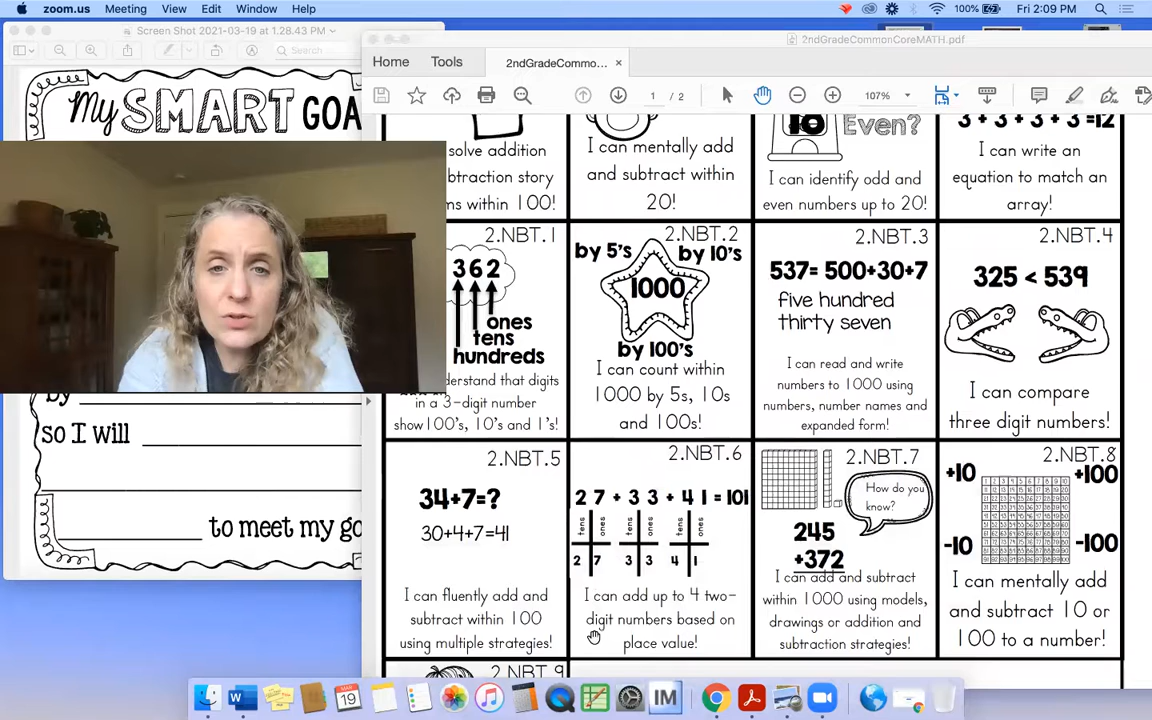 zoom.us Meeting View Edit Window Help
100% Fri 2:09 PM
Screen Shot 2021-03-19 at 1.28.43 PM
2ndGradeCommonCoreMATH.pdf
Search
Home Tools 2ndGradeCommo... ×
1 / 2
107%
My SMART GOA
by
so I will
to meet my go
solve addition
btraction story
ms within 100!
I can mentally add
and subtract within
20!
Even?
I can identify odd and
even numbers up to 20!
3 + 3 + 3 + 3 =12
I can write an
equation to match an
array!
2.NBT.1
362
ones
tens
hundreds
derstand that digits
in a 3-digit number
show100's, 10's and 1's!
2.NBT.2
by 5's
by 10's
1000
by 100's
I can count within
1000 by 5s, 10s
and 100s!
2.NBT.3
537= 500+30+7
five hundred
thirty seven
I can read and write
numbers to 1000 using
numbers, number names and
expanded form!
2.NBT.4
325 < 539
I can compare
three digit numbers!
2.NBT.5
34+7=?
30+4+7=41
I can fluently add and
subtract within 100
using multiple strategies!
2.NBT.6
27 + 33 + 41 = 101
tens ones tens ones tens ones
2 7 3 3 4 1
I can add up to 4 two-
digit numbers based on
place value!
2.NBT.7
How do you
know?
245
+372
I can add and subtract
within 1000 using models,
drawings or addition and
subtraction strategies!
2.NBT.8
+10 +100
-10 -100
I can mentally add
and subtract 10 or
100 to a number!
2.NBT.9
MAR
19
IM